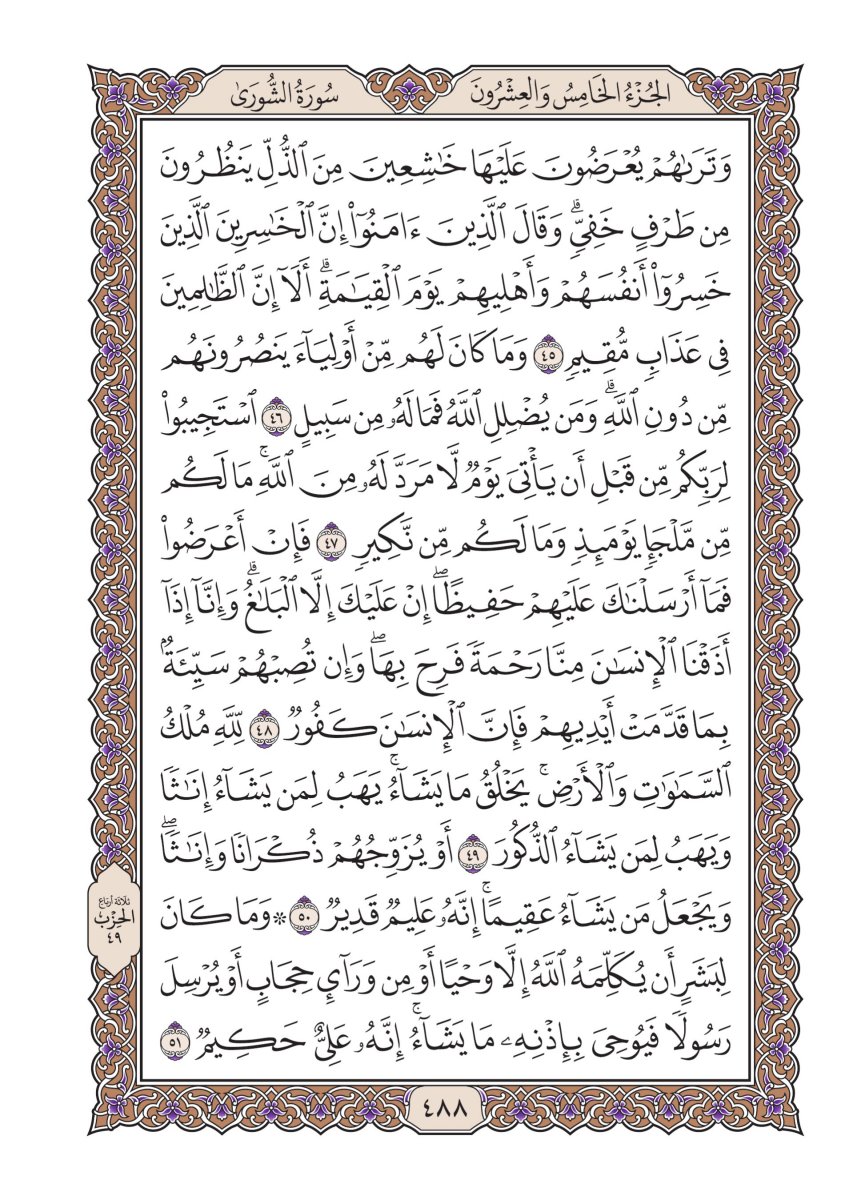 الجُزْءُ الخَامِسُ وَالعِشْرُونَ
سُورَةُ الشُّورَىٰ
وَتَرَىٰهُمْ يُعْرَضُونَ عَلَيْهَا خَٰشِعِينَ مِنَ ٱلذُّلِّ يَنظُرُونَ
مِن طَرْفٍ خَفِيٍّۗ وَقَالَ ٱلَّذِينَ ءَامَنُوٓا۟ إِنَّ ٱلْخَٰسِرِينَ ٱلَّذِينَ
خَسِرُوٓا۟ أَنفُسَهُمْ وَأَهْلِيهِمْ يَوْمَ ٱلْقِيَٰمَةِۗ أَلَآ إِنَّ ٱلظَّٰلِمِينَ
فِى عَذَابٍ مُّقِيمٍ ٤٥ وَمَا كَانَ لَهُم مِّنْ أَوْلِيَآءَ يَنصُرُونَهُم
مِّن دُونِ ٱللَّهِۗ وَمَن يُضْلِلِ ٱللَّهُ فَمَا لَهُۥ مِن سَبِيلٍ ٤٦ ٱسْتَجِيبُوا۟
لِرَبِّكُم مِّن قَبْلِ أَن يَأْتِىَ يَوْمٌ لَّا مَرَدَّ لَهُۥ مِنَ ٱللَّهِۚ مَا لَكُم
مِّن مَّلْجَإٍ يَوْمَئِذٍ وَمَا لَكُم مِّن نَّكِيرٍ ٤٧ فَإِنْ أَعْرَضُوا۟
فَمَآ أَرْسَلْنَٰكَ عَلَيْهِمْ حَفِيظًاۖ إِنْ عَلَيْكَ إِلَّا ٱلْبَلَٰغُۗ وَإِنَّآ إِذَآ
أَذَقْنَا ٱلْإِنسَٰنَ مِنَّا رَحْمَةً فَرِحَ بِهَاۖ وَإِن تُصِبْهُمْ سَيِّئَةٌۢ
بِمَا قَدَّمَتْ أَيْدِيهِمْ فَإِنَّ ٱلْإِنسَٰنَ كَفُورٌ ٤٨ لِّلَّهِ مُلْكُ
ٱلسَّمَٰوَٰتِ وَٱلْأَرْضِۚ يَخْلُقُ مَا يَشَآءُۚ يَهَبُ لِمَن يَشَآءُ إِنَٰثًا
وَيَهَبُ لِمَن يَشَآءُ ٱلذُّكُورَ ٤٩ أَوْ يُزَوِّجُهُمْ ذُكْرَانًا وَإِنَٰثًاۖ
وَيَجْعَلُ مَن يَشَآءُ عَقِيمًاۚ إِنَّهُۥ عَلِيمٌ قَدِيرٌ ٥٠ * وَمَا كَانَ
لِبَشَرٍ أَن يُكَلِّمَهُ ٱللَّهُ إِلَّا وَحْيًا أَوْ مِن وَرَآئِ حِجَابٍ أَوْ يُرْسِلَ
رَسُولًا فَيُوحِىَ بِإِذْنِهِۦ مَا يَشَآءُۚ إِنَّهُۥ عَلِىٌّ حَكِيمٌ ٥١
ثلاثة أرباع
الحِزْب
٤٩
٤٨٨